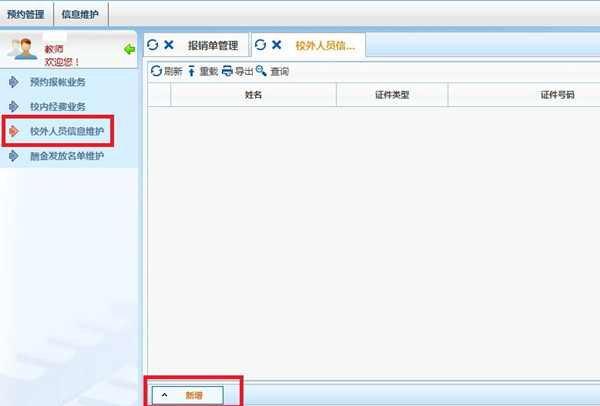 预约管理 信息维护
教师
欢迎您！
报销单管理 校外人员信...
预约报帐业务
校内经费业务
校外人员信息维护
酬金发放名单维护
刷新 重载 导出 查询
姓名 证件类型 证件号码
新增